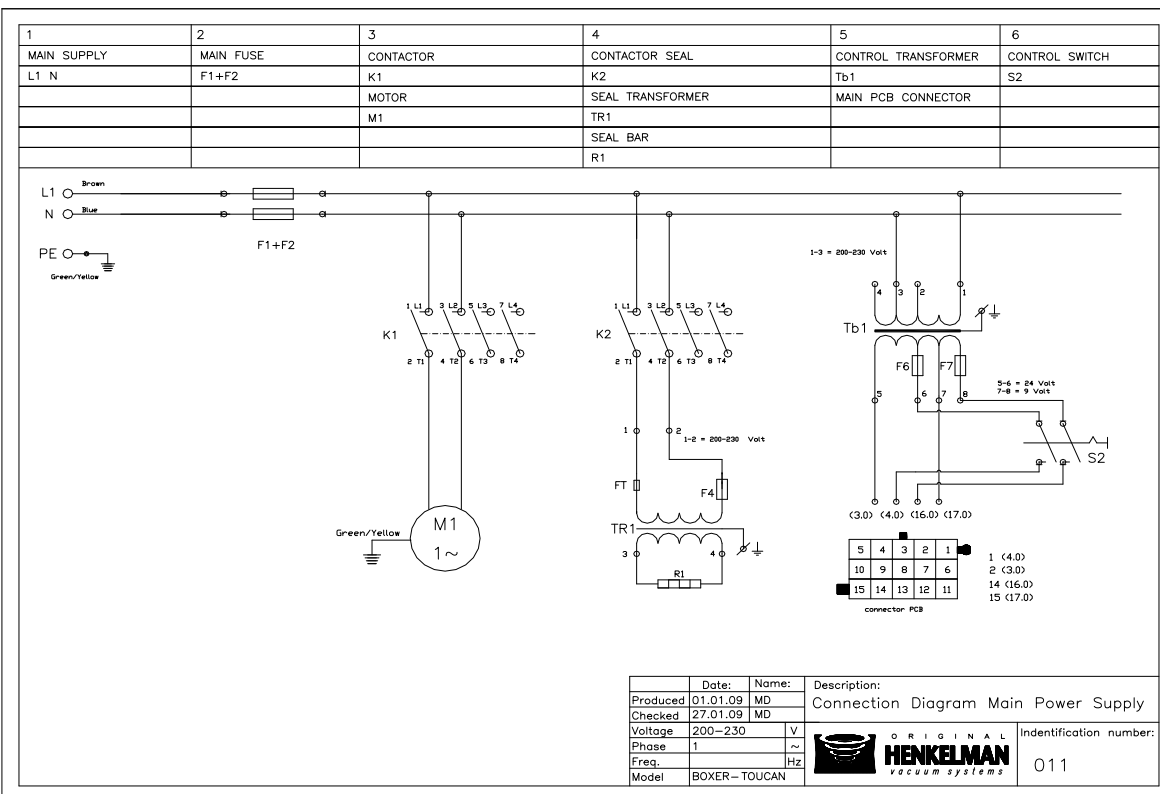 1 2 3 4 5 6
MAIN SUPPLY MAIN FUSE CONTACTOR CONTACTOR SEAL CONTROL TRANSFORMER CONTROL SWITCH
L1 N F1+F2 K1 K2 Tb1 S2
MOTOR SEAL TRANSFORMER MAIN PCB CONNECTOR
M1 TR1
SEAL BAR
R1
L1 Brown
N Blue
F1+F2
PE
Green/Yellow
1-3 = 200-230 Volt
4 3 2 1
1 L1 3 L2 5 L3 7 L4
K1
2 T1 4 T2 6 T3 8 T4
1 L1 3 L2 5 L3 7 L4
K2
2 T1 4 T2 6 T3 8 T4
Tb1
F6 F7
5-6 = 24 Volt
7-8 = 9 Volt
5 6 7 8
S2
1 2
1-2 = 200-230 Volt
FT F4
TR1
3 4
R1
Green/Yellow
M1
1~
(3.0) (4.0) (16.0) (17.0)
5 4 3 2 1
10 9 8 7 6
15 14 13 12 11
connector PCB
1 (4.0)
2 (3.0)
14 (16.0)
15 (17.0)
Date: Name:
Produced 01.01.09 MD
Checked 27.01.09 MD
Voltage 200-230 V
Phase 1 ~
Freq. Hz
Model BOXER-TOUCAN
Description:
Connection Diagram Main Power Supply
ORIGINAL
HENKELMAN
vacuum systems
Indentification number:
011